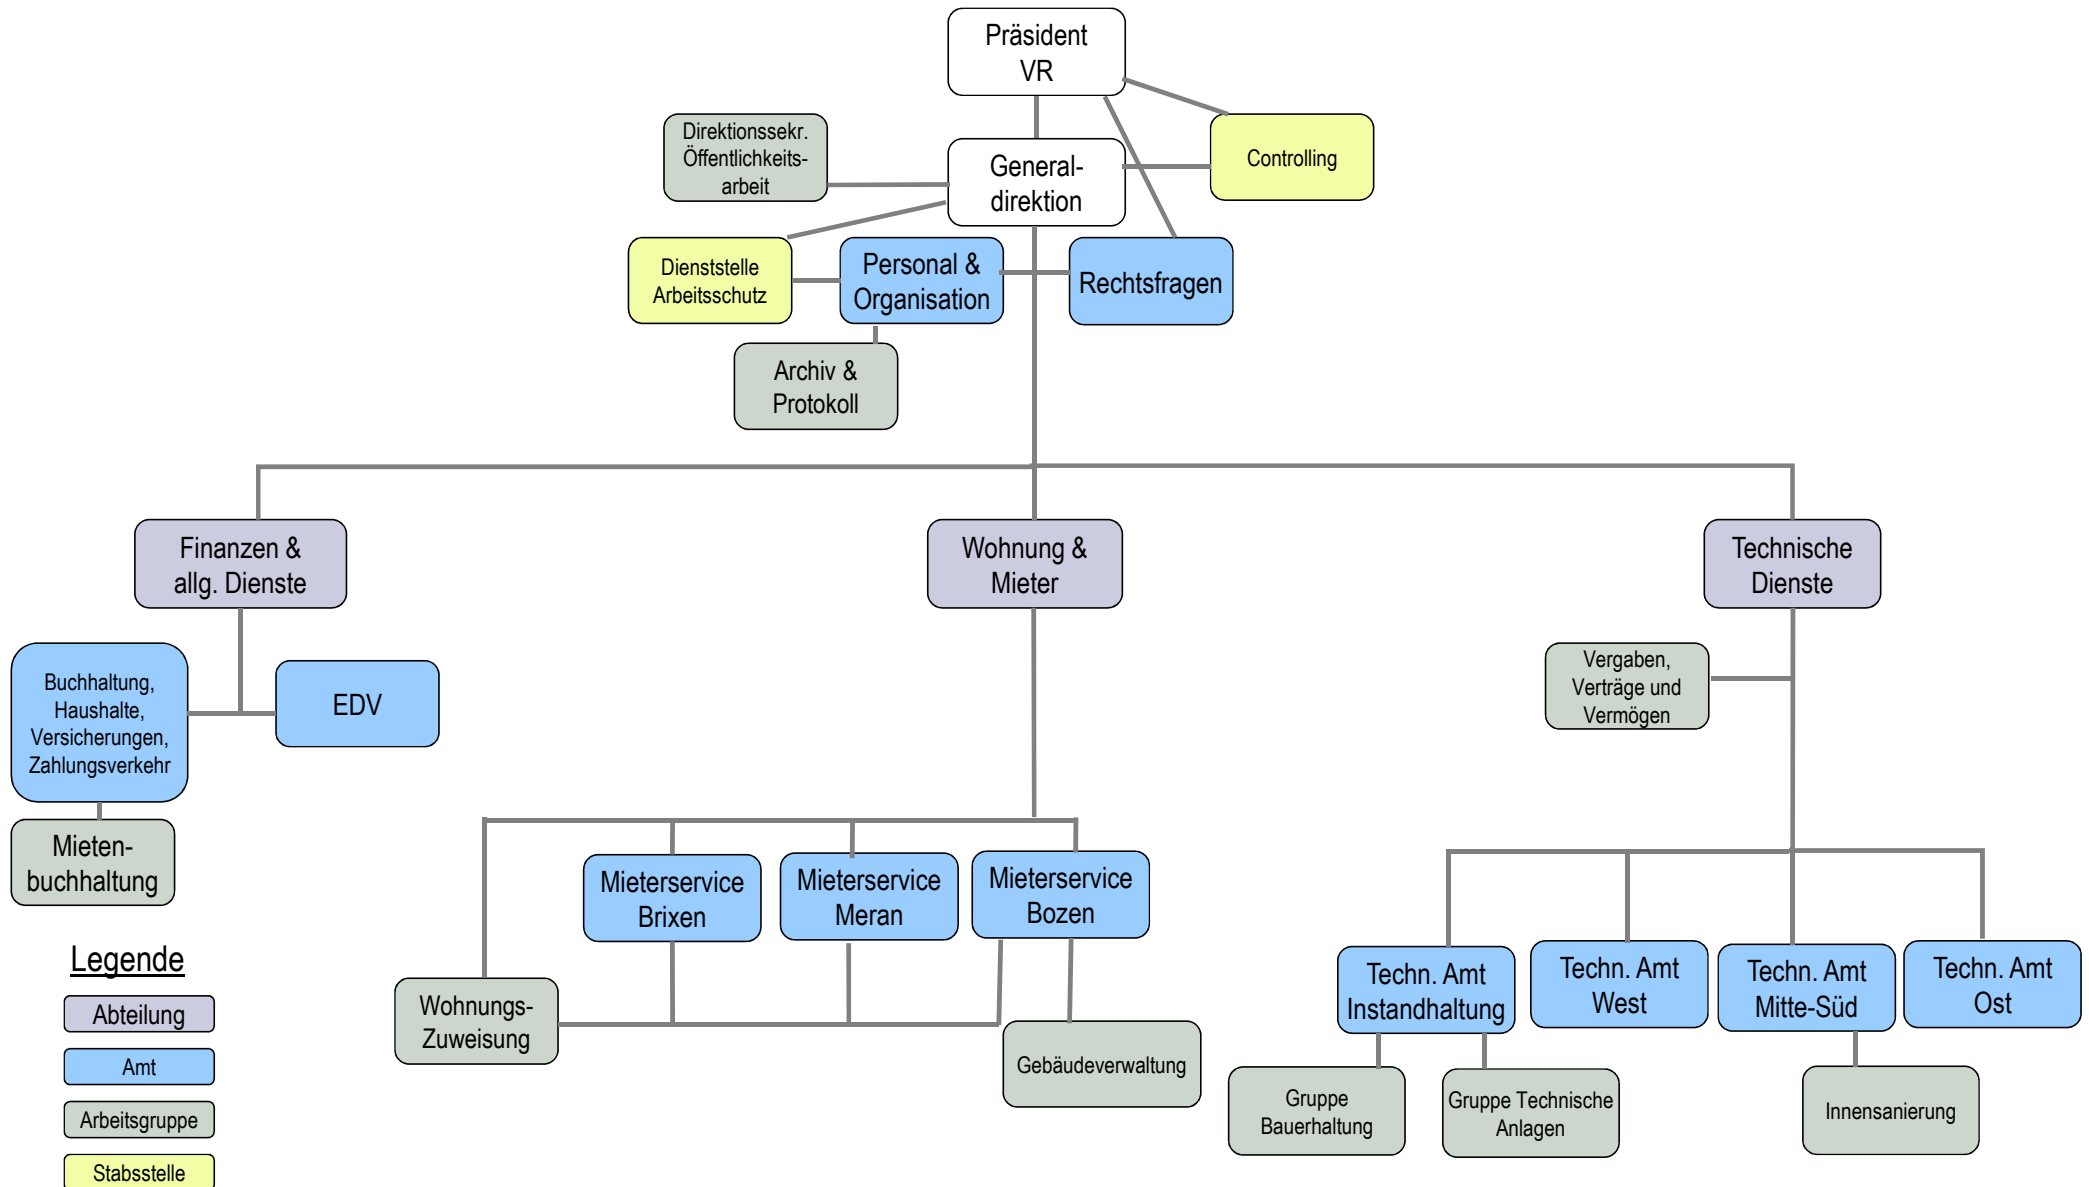 Präsident
VR
Direktionssekr.
Öffentlichkeits-
arbeit
General-
direktion
Controlling
Dienststelle
Arbeitsschutz
Personal &
Organisation
Rechtsfragen
Archiv &
Protokoll
Finanzen &
allg. Dienste
Wohnung &
Mieter
Technische
Dienste
Buchhaltung,
Haushalte,
Versicherungen,
Zahlungsverkehr
EDV
Vergaben,
Verträge und
Vermögen
Mieten-
buchhaltung
Mieterservice
Brixen
Mieterservice
Meran
Mieterservice
Bozen
Wohnungs-
Zuweisung
Gebäudeverwaltung
Techn. Amt
Instandhaltung
Techn. Amt
West
Techn. Amt
Mitte-Süd
Techn. Amt
Ost
Gruppe
Bauerhaltung
Gruppe Technische
Anlagen
Innensanierung
Legende
Abteilung
Amt
Arbeitsgruppe
Stabsstelle